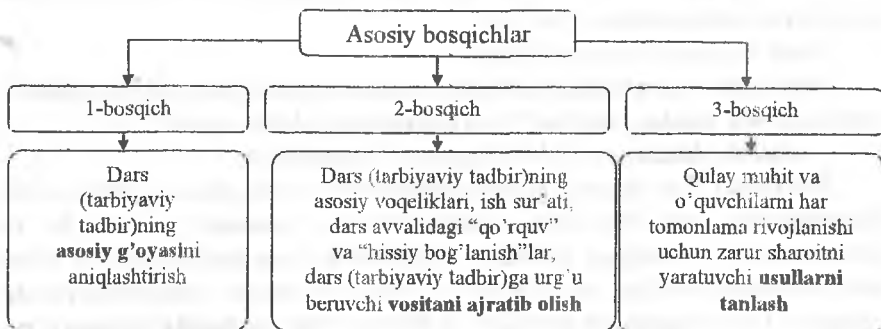 Asosiy bosqichlar
1-bosqich
Dars
(tarbiyaviy
tadbir)ning
asosiy g'oyasini
aniqlashtirish
2-bosqich
Dars (tarbiyaviy tadbir)ning
asosiy voqeliklari, ish sur'ati,
dars avvalidagi “qo'rquv”
va “hissiy bog'lanish”lar,
dars (tarbiyaviy tadbir)ga urg'u
beruvchi vositani ajratib olish
3-bosqich
Qulay muhit va
o'quvchilarni har
tomonlama rivojlanishi
uchun zarur sharoitni
yaratuvchi usullarni
tanlash